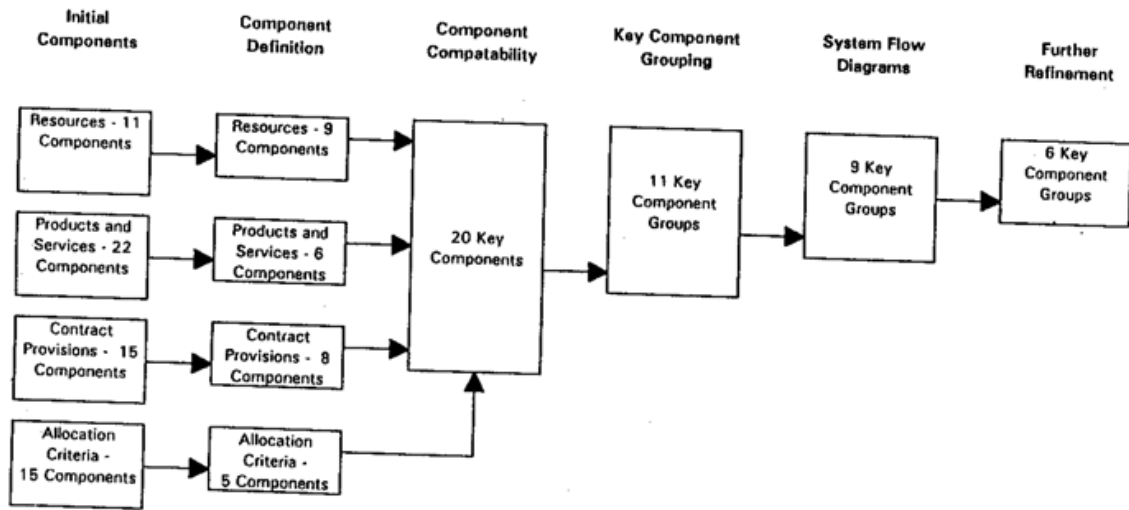 Initial
Components
Component
Definition
Component
Compatability
Key Component
Grouping
System Flow
Diagrams
Further
Refinement
Resources - 11
Components
Resources - 9
Components
20 Key
Components
11 Key
Component
Groups
9 Key
Component
Groups
6 Key
Component
Groups
Products and
Services - 22
Components
Products and
Services - 6
Components
Contract
Provisions - 15
Components
Contract
Provisions - 8
Components
Allocation
Criteria -
15 Components
Allocation
Criteria -
5 Components